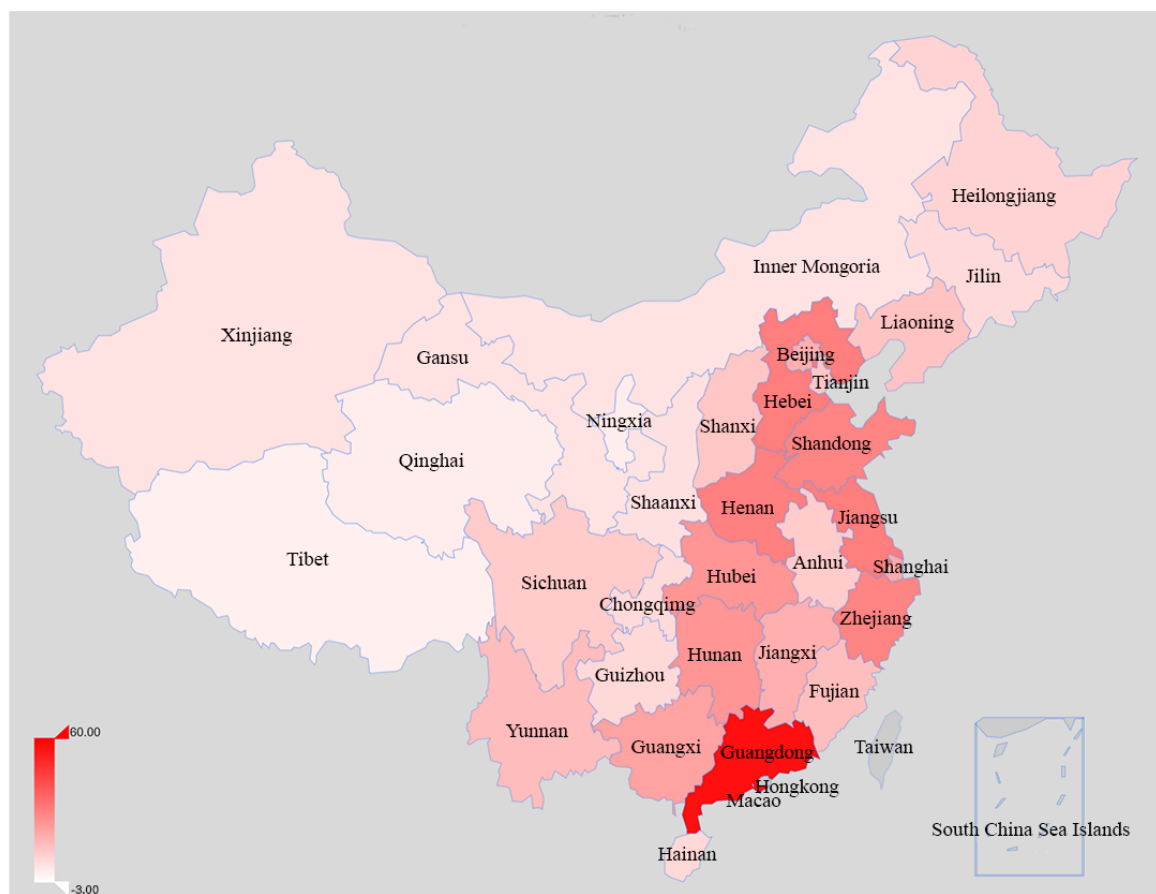 Heilongjiang
Inner Mongoria
Jilin
Xinjiang
Liaoning
Gansu
Beijing
Tianjin
Hebei
Ningxia
Shanxi
Shandong
Qinghai
Shaanxi
Henan
Jiangsu
Tibet
Sichuan
Hubei
Anhui
Shanghai
Chongqimg
Zhejiang
Hunan
Jiangxi
Guizhou
Fujian
Yunnan
Guangxi
Guangdong
Taiwan
60.00
Hongkong
Macao
South China Sea Islands
Hainan
-3.00